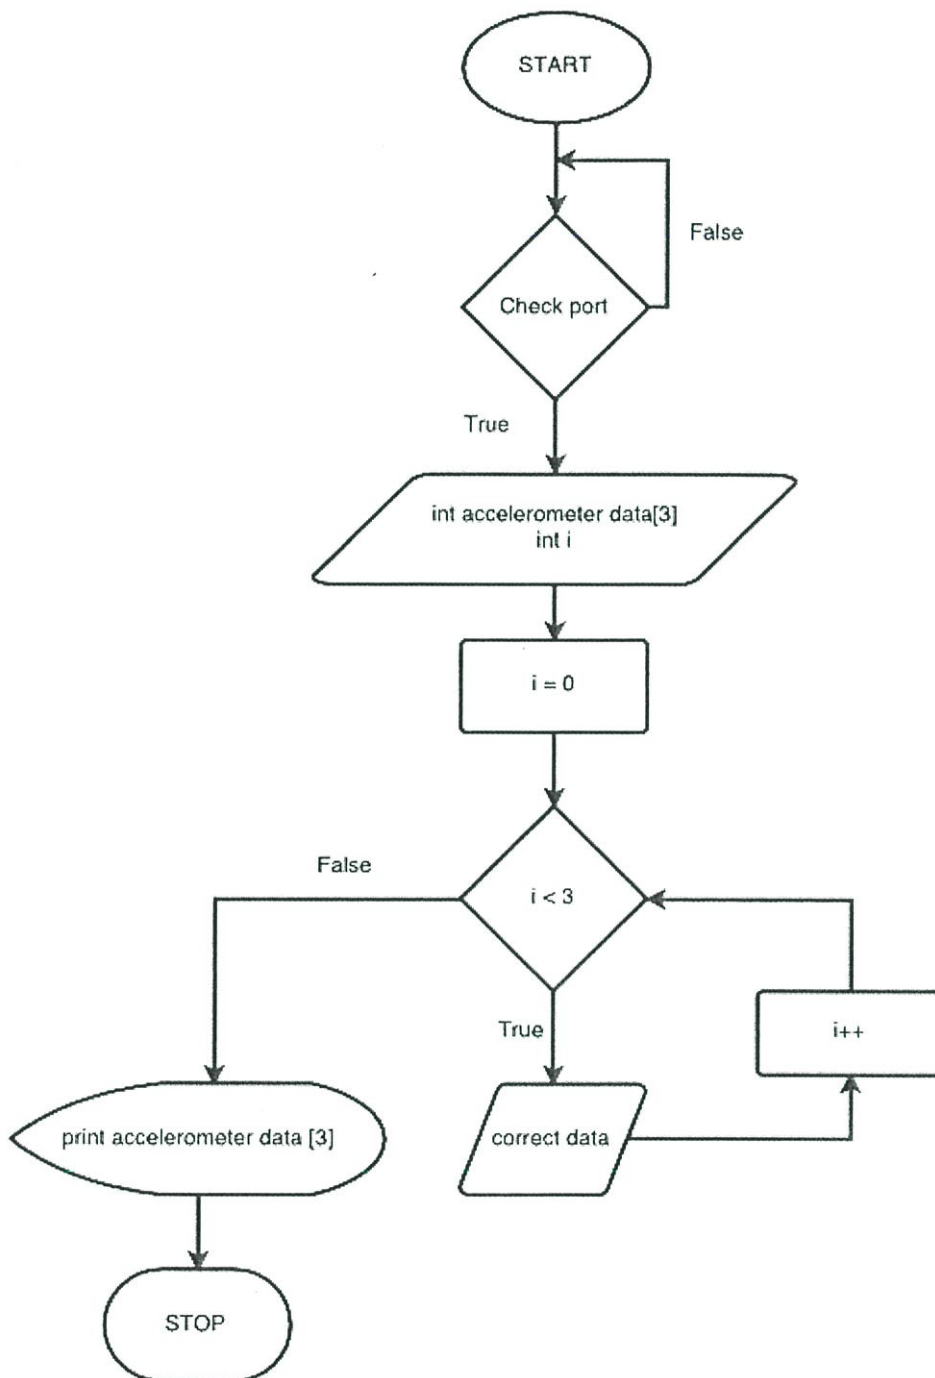 START
False
Check port
True
int accelerometer data[3]
int i
i = 0
False
i < 3
True
i++
print accelerometer data [3]
correct data
STOP